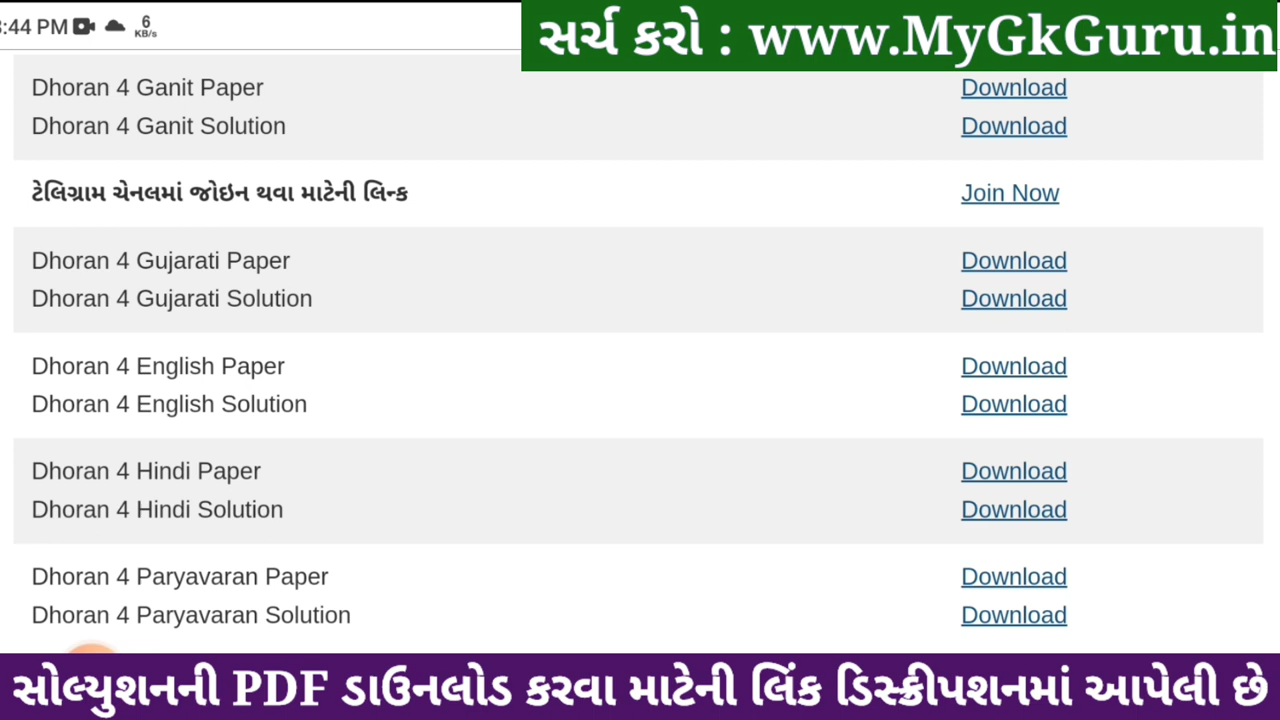 :44 PM
6
KB/s
સર્ચ કરો : www.MyGkGuru.in
Dhoran 4 Ganit Paper Download
Dhoran 4 Ganit Solution Download
ટેલિગ્રામ ચેનલમાં જોઇન થવા માટેની લિન્ક Join Now
Dhoran 4 Gujarati Paper Download
Dhoran 4 Gujarati Solution Download
Dhoran 4 English Paper Download
Dhoran 4 English Solution Download
Dhoran 4 Hindi Paper Download
Dhoran 4 Hindi Solution Download
Dhoran 4 Paryavaran Paper Download
Dhoran 4 Paryavaran Solution Download
સોલ્યુશનની PDF ડાઉનલોડ કરવા માટેની લિંક ડિસ્ક્રીપશનમાં આપેલી છે